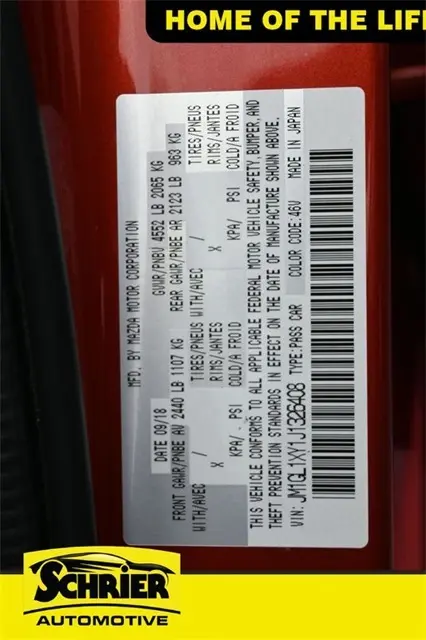 HOME OF THE LIF
MFD. BY MAZDA MOTOR CORPORATION
DATE 09/18 GVWR/PNBV 4552 LB 2065 KG
FRONT GAWR/PNBE AV 2440 LB 1107 KG REAR GAWR/PNBE AR 2123 LB 963 KG
WITH/AVEC / TIRES/PNEUS WITH/AVEC / TIRES/PNEUS
X RIMS/JANTES X RIMS/JANTES
KPA/ PSI COLD/A FROID KPA/ PSI COLD/A FROID
THIS VEHICLE CONFORMS TO ALL APPLICABLE FEDERAL MOTOR VEHICLE SAFETY, BUMPER, AND
THEFT PREVENTION STANDARDS IN EFFECT ON THE DATE OF MANUFACTURE SHOWN ABOVE.
VIN: JM1GL1XY1J1326408 TYPE:PASS CAR COLOR CODE:46V MADE IN JAPAN
SCHRIER
AUTOMOTIVE